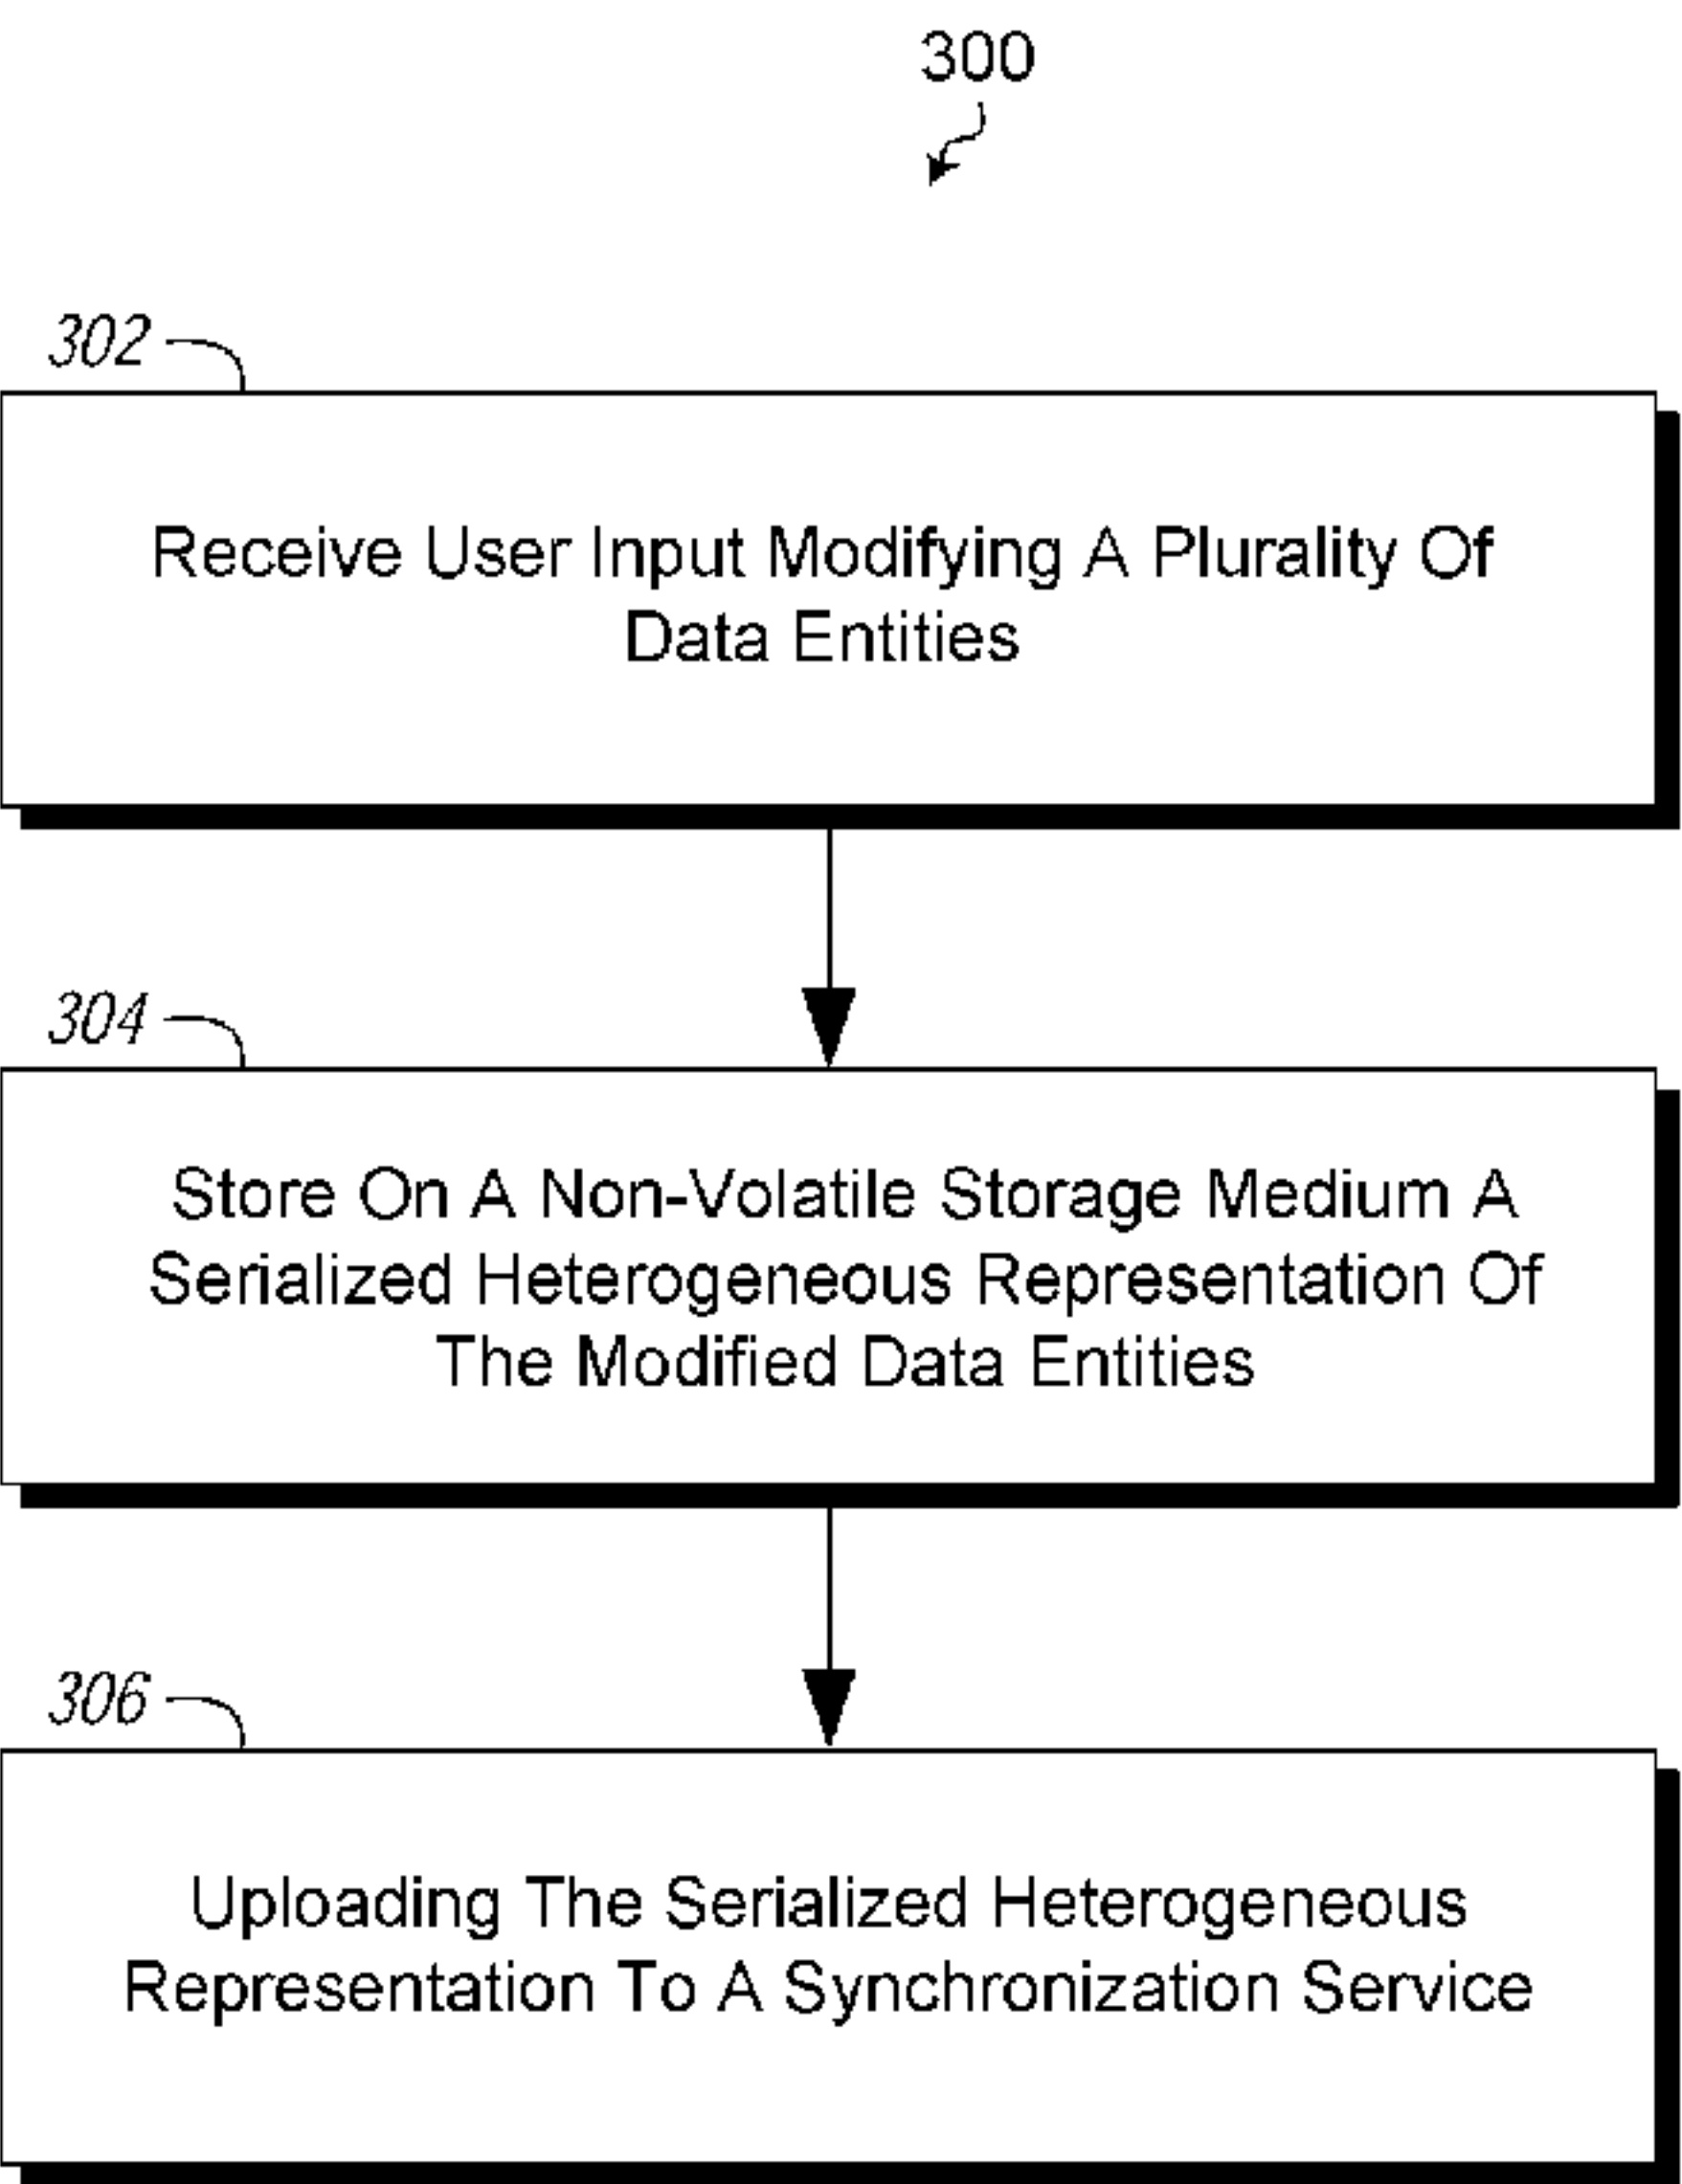 300
302
Receive User Input Modifying A Plurality Of
Data Entities
304
Store On A Non-Volatile Storage Medium A
Serialized Heterogeneous Representation Of
The Modified Data Entities
306
Uploading The Serialized Heterogeneous
Representation To A Synchronization Service